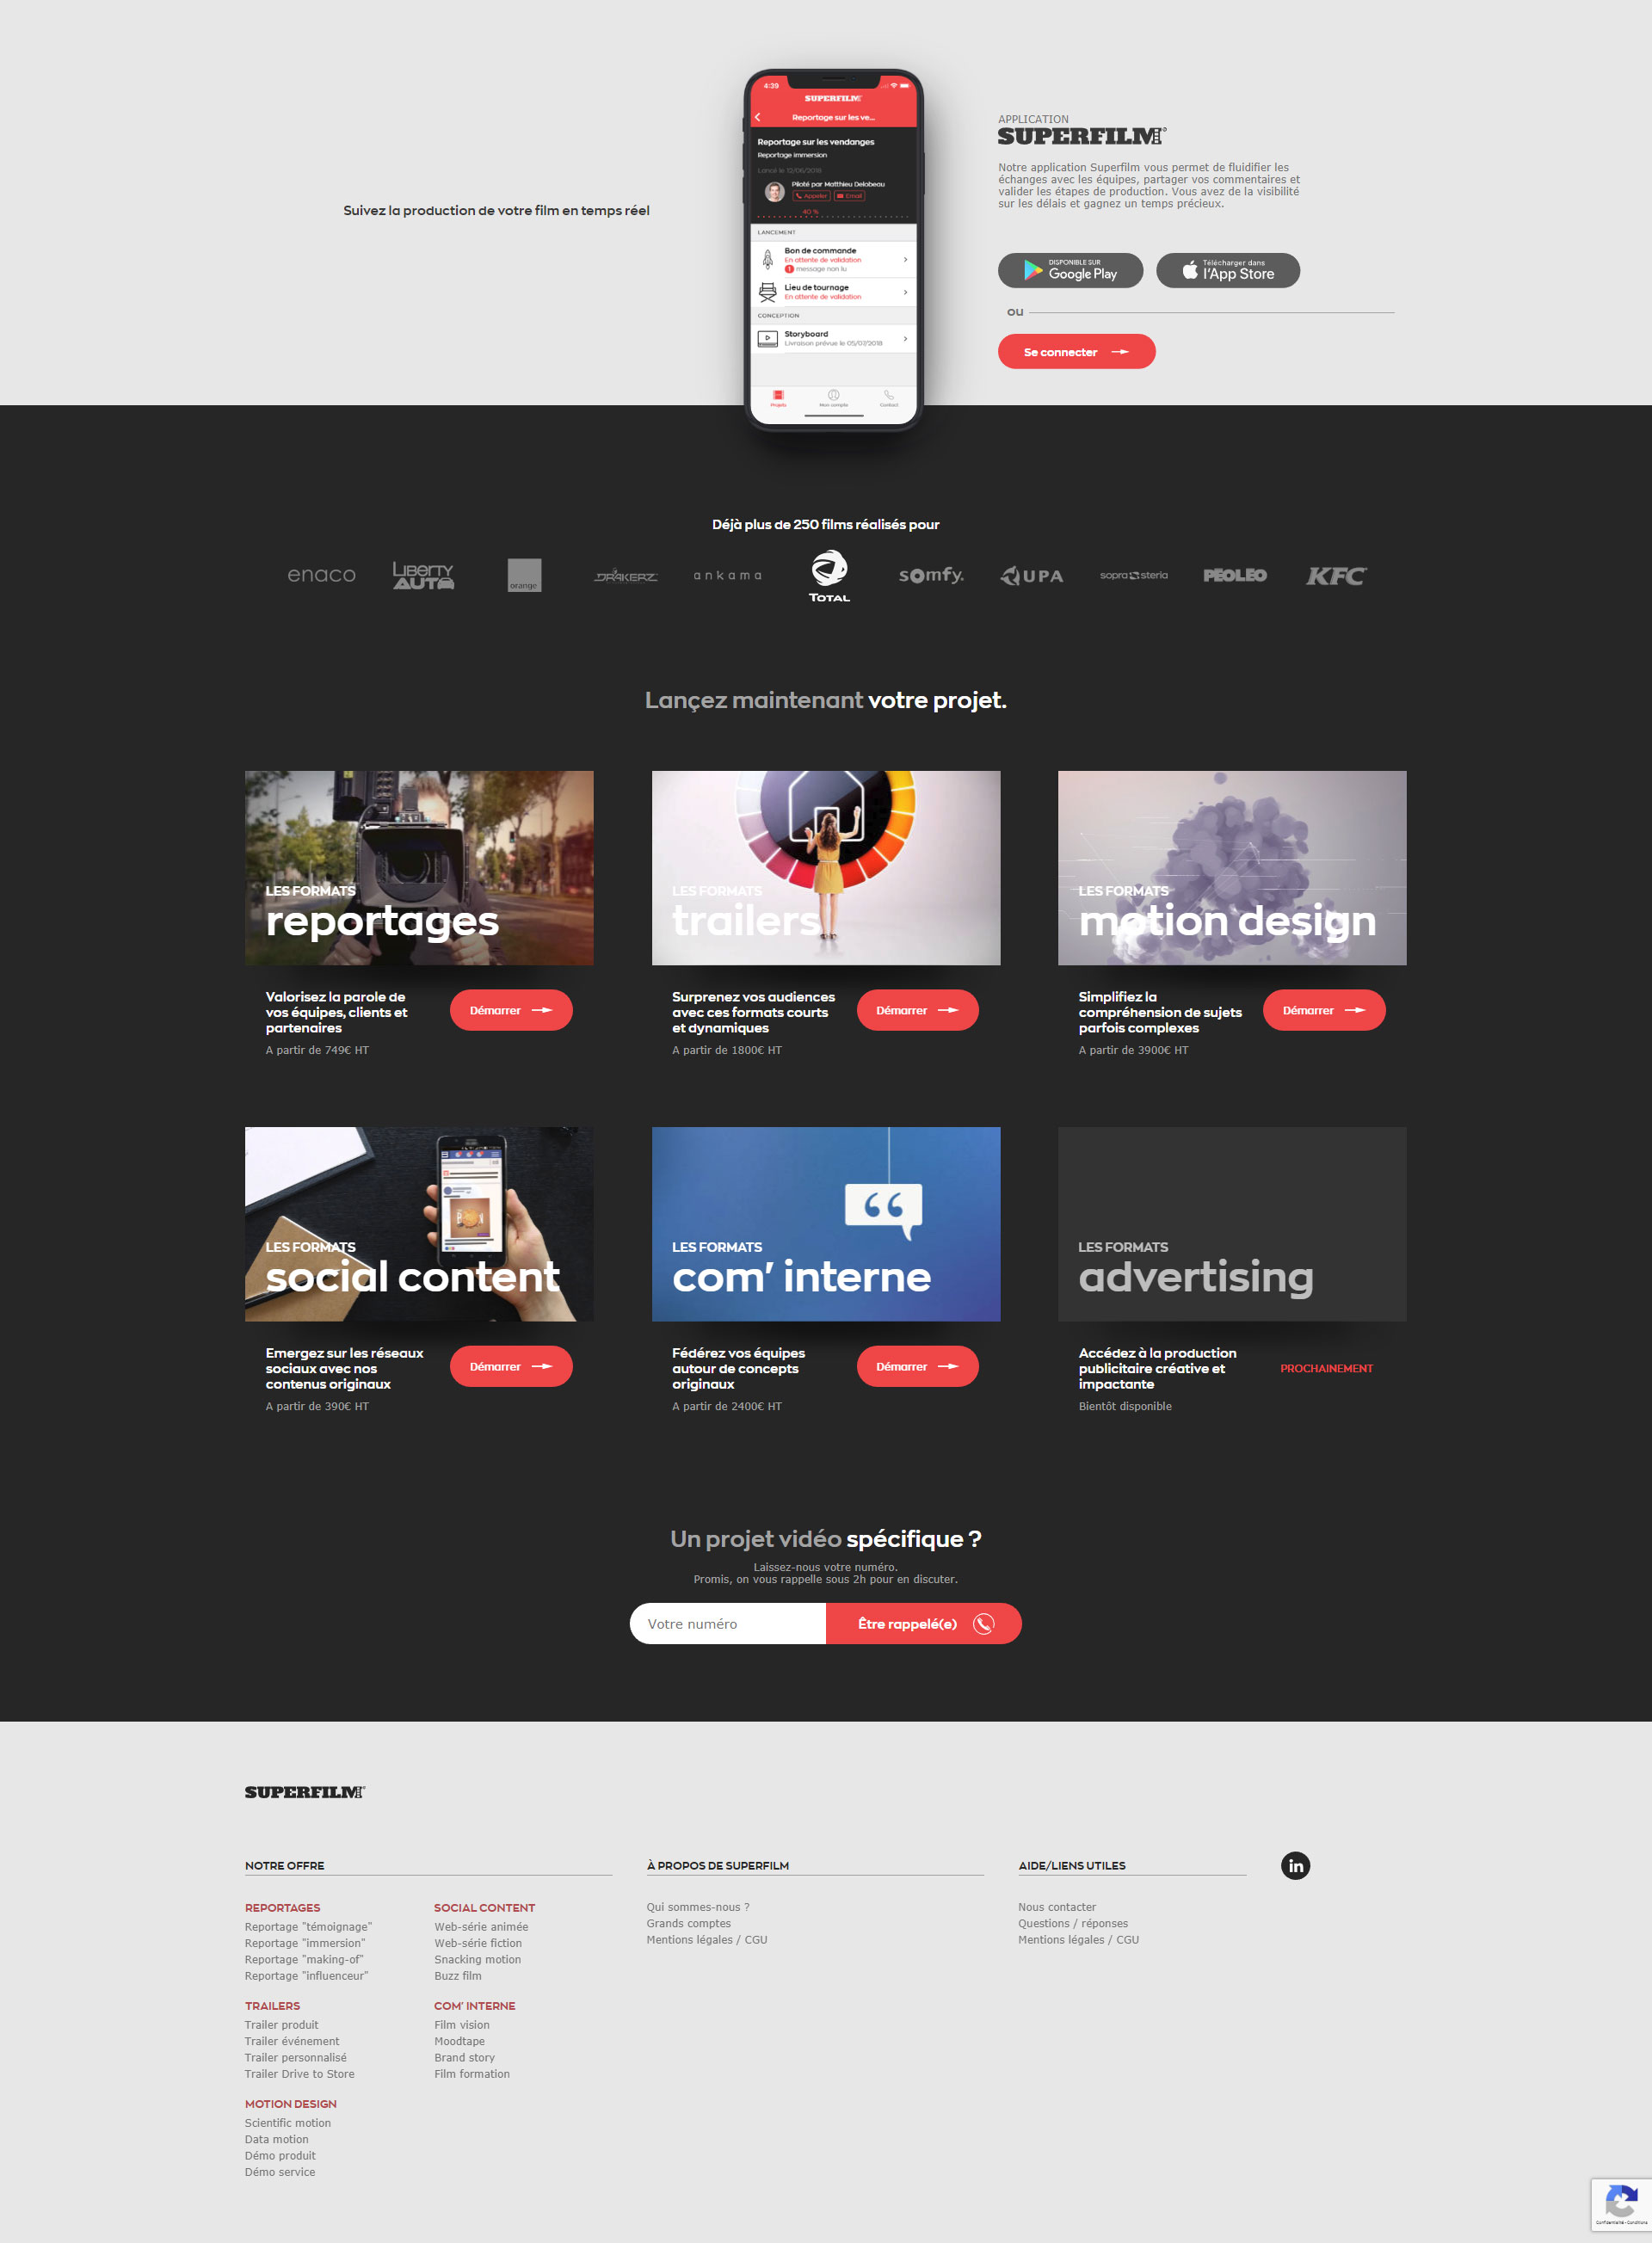 Suivez la production de votre film en temps réel
4:39
SUPERFILM
Reportage sur les ve...
Reportage sur les vendanges
Reportage immersion
Lancé le 12/06/2018
Piloté par Matthieu Delobeau
Appeler
Email
40 %
LANCEMENT
Bon de commande
En attente de validation
1 message non lu
Lieu de tournage
En attente de validation
CONCEPTION
Storyboard
Livraison prévue le 05/07/2018
Projets
Mon compte
Contact
APPLICATION
SUPERFILM
Notre application Superfilm vous permet de fluidifier les
échanges avec les équipes, partager vos commentaires et
valider les étapes de production. Vous avez de la visibilité
sur les délais et gagnez un temps précieux.
DISPONIBLE SUR
Google Play
Télécharger dans
l'App Store
ou
Se connecter
Déjà plus de 250 films réalisés pour
enaco
LIBERTY AUTO
orange
DR4KERZ
ankama
TOTAL
somfy.
UPA
sopra steria
PEOLEO
KFC
Lançez maintenant votre projet.
LES FORMATS
reportages
Valorisez la parole de
vos équipes, clients et
partenaires
A partir de 749€ HT
Démarrer
LES FORMATS
trailers
Surprenez vos audiences
avec ces formats courts
et dynamiques
A partir de 1800€ HT
Démarrer
LES FORMATS
motion design
Simplifiez la
compréhension de sujets
parfois complexes
A partir de 3900€ HT
Démarrer
LES FORMATS
social content
Emergez sur les réseaux
sociaux avec nos
contenus originaux
A partir de 390€ HT
Démarrer
LES FORMATS
com' interne
Fédérez vos équipes
autour de concepts
originaux
A partir de 2400€ HT
Démarrer
LES FORMATS
advertising
Accédez à la production
publicitaire créative et
impactante
Bientôt disponible
PROCHAINEMENT
Un projet vidéo spécifique ?
Laissez-nous votre numéro.
Promis, on vous rappelle sous 2h pour en discuter.
Votre numéro
Être rappelé(e)
SUPERFILM
NOTRE OFFRE
REPORTAGES
Reportage "témoignage"
Reportage "immersion"
Reportage "making-of"
Reportage "influenceur"
TRAILERS
Trailer produit
Trailer événement
Trailer personnalisé
Trailer Drive to Store
MOTION DESIGN
Scientific motion
Data motion
Démo produit
Démo service
SOCIAL CONTENT
Web-série animée
Web-série fiction
Snacking motion
Buzz film
COM' INTERNE
Film vision
Moodtape
Brand story
Film formation
À PROPOS DE SUPERFILM
Qui sommes-nous ?
Grands comptes
Mentions légales / CGU
AIDE/LIENS UTILES
Nous contacter
Questions / réponses
Mentions légales / CGU
in
Confidentialité - Conditions